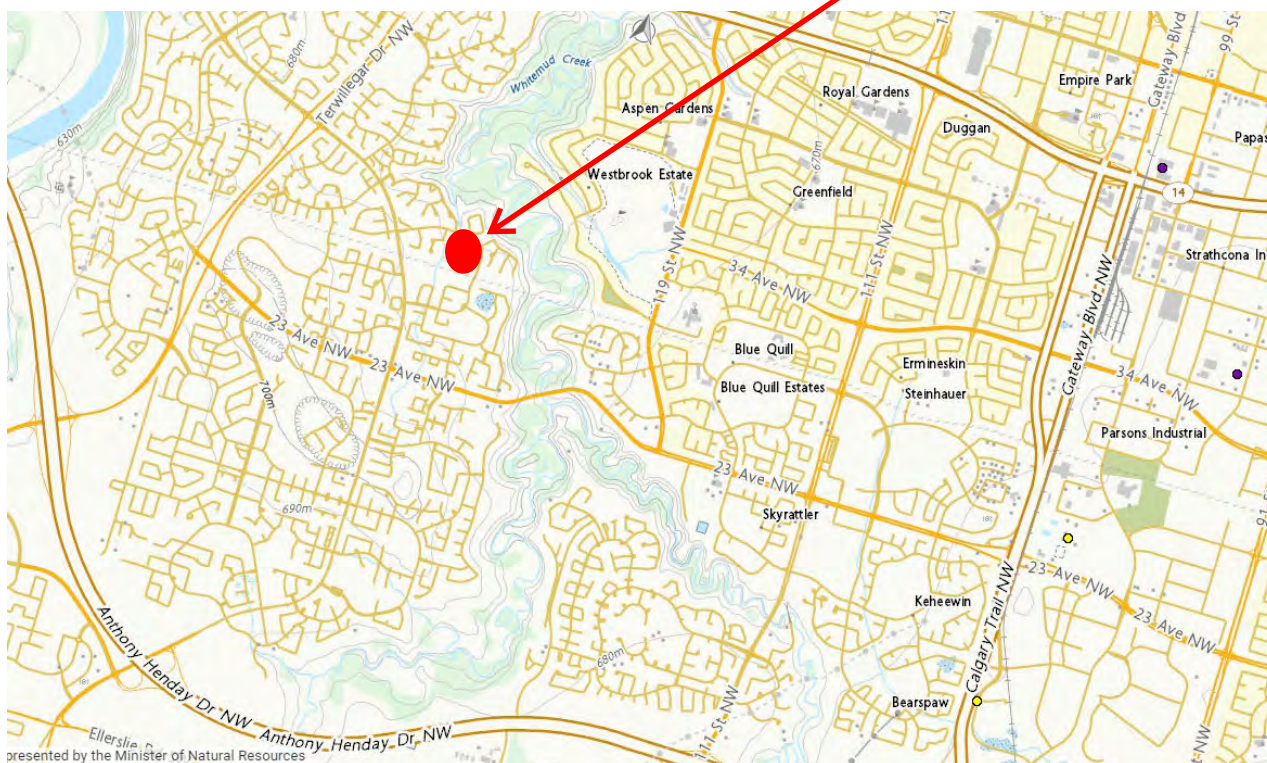 Terwillegar Dr NW
680m
Whitemud Creek
111
Gateway Blvd
99 St
Empire Park
Royal Gardens
Aspen Gardens
Duggan
630m
670m
Papas
Westbrook Estate
Greenfield
14
119 St NW
111 St NW
34 Ave NW
Strathcona In
Gateway Blvd NW
23 Ave NW
23 Ave NW
Blue Quill
Ermineskin
Blue Quill Estates
Steinhauer
34 Ave NW
700m
Parsons Industrial
23 Ave NW
690m
Skyrattler
91 S
23 Ave NW
23 Ave NW
Keheewin
Calgary Trail NW
Anthony Henday Dr NW
Anthony Henday Dr NW
680m
111 St NW
Bearspaw
Ellerslie
presented by the Minister of Natural Resources